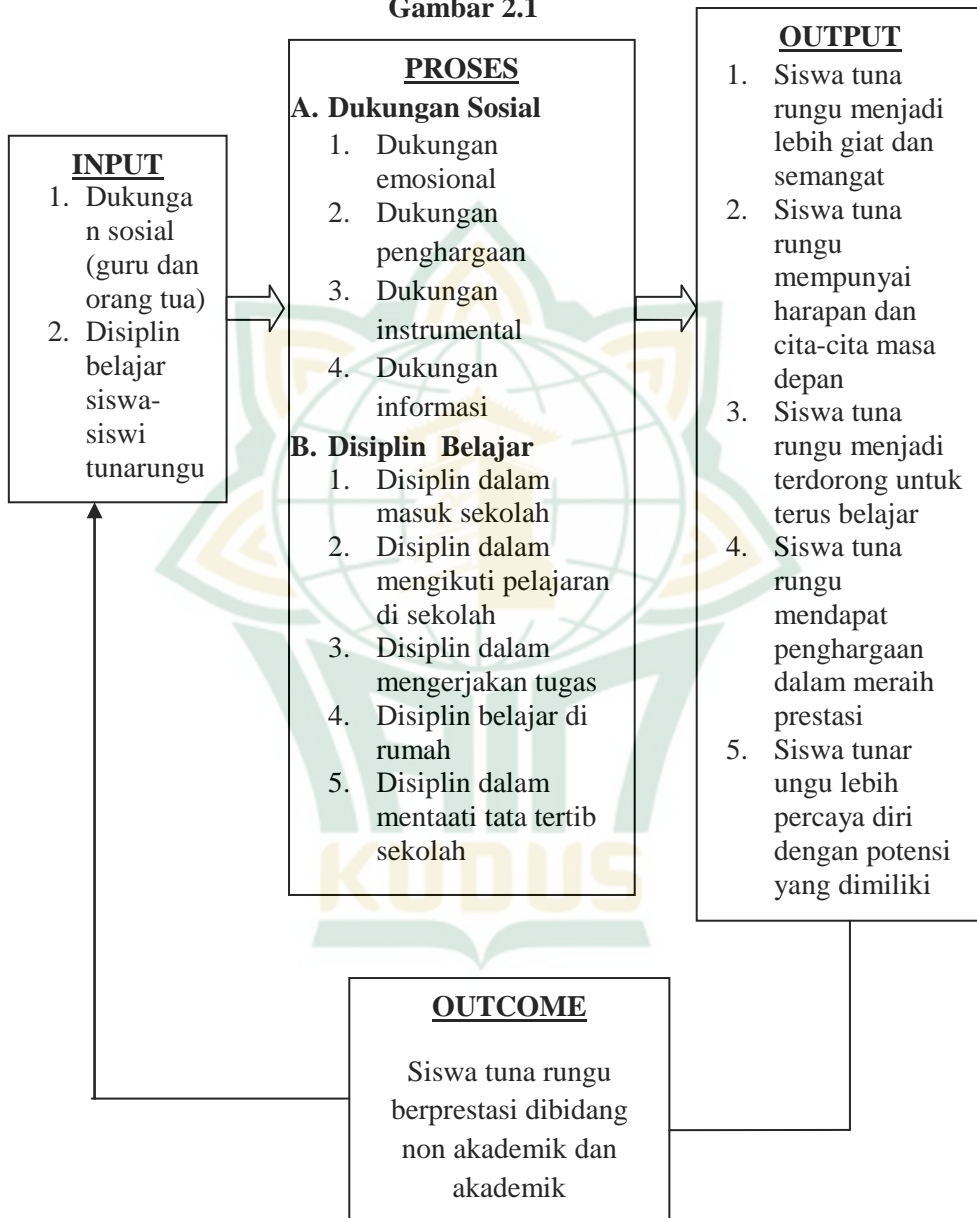 Gambar 2.1
INPUT
1. Dukunga
n sosial
(guru dan
orang tua)
2. Disiplin
belajar
siswa-
siswi
tunarungu
PROSES
A. Dukungan Sosial
1. Dukungan
emosional
2. Dukungan
penghargaan
3. Dukungan
instrumental
4. Dukungan
informasi
B. Disiplin Belajar
1. Disiplin dalam
masuk sekolah
2. Disiplin dalam
mengikuti pelajaran
di sekolah
3. Disiplin dalam
mengerjakan tugas
4. Disiplin belajar di
rumah
5. Disiplin dalam
mentaati tata tertib
sekolah
KUDUS
OUTPUT
1. Siswa tuna
rungu menjadi
lebih giat dan
semangat
2. Siswa tuna
rungu
mempunyai
harapan dan
cita-cita masa
depan
3. Siswa tuna
rungu menjadi
terdorong untuk
terus belajar
4. Siswa tuna
rungu
mendapat
penghargaan
dalam meraih
prestasi
5. Siswa tunar
ungu lebih
percaya diri
dengan potensi
yang dimiliki
OUTCOME
Siswa tuna rungu
berprestasi dibidang
non akademik dan
akademik